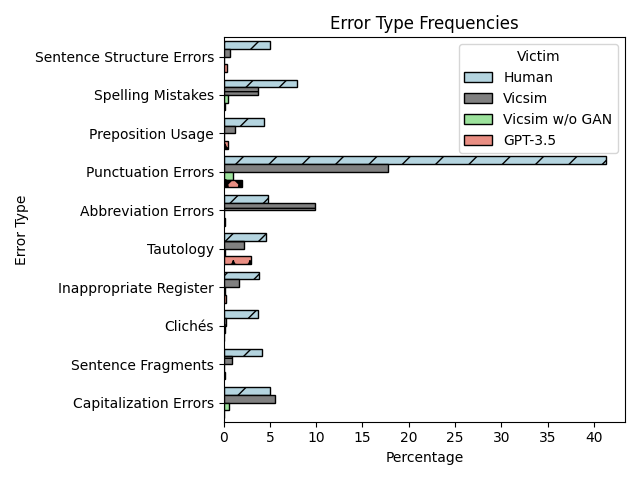 Error Type Frequencies
Sentence Structure Errors
Spelling Mistakes
Preposition Usage
Punctuation Errors
Abbreviation Errors
Tautology
Inappropriate Register
Clichés
Sentence Fragments
Capitalization Errors
Error Type
Victim
Human
Vicsim
Vicsim w/o GAN
GPT-3.5
0 5 10 15 20 25 30 35 40
Percentage